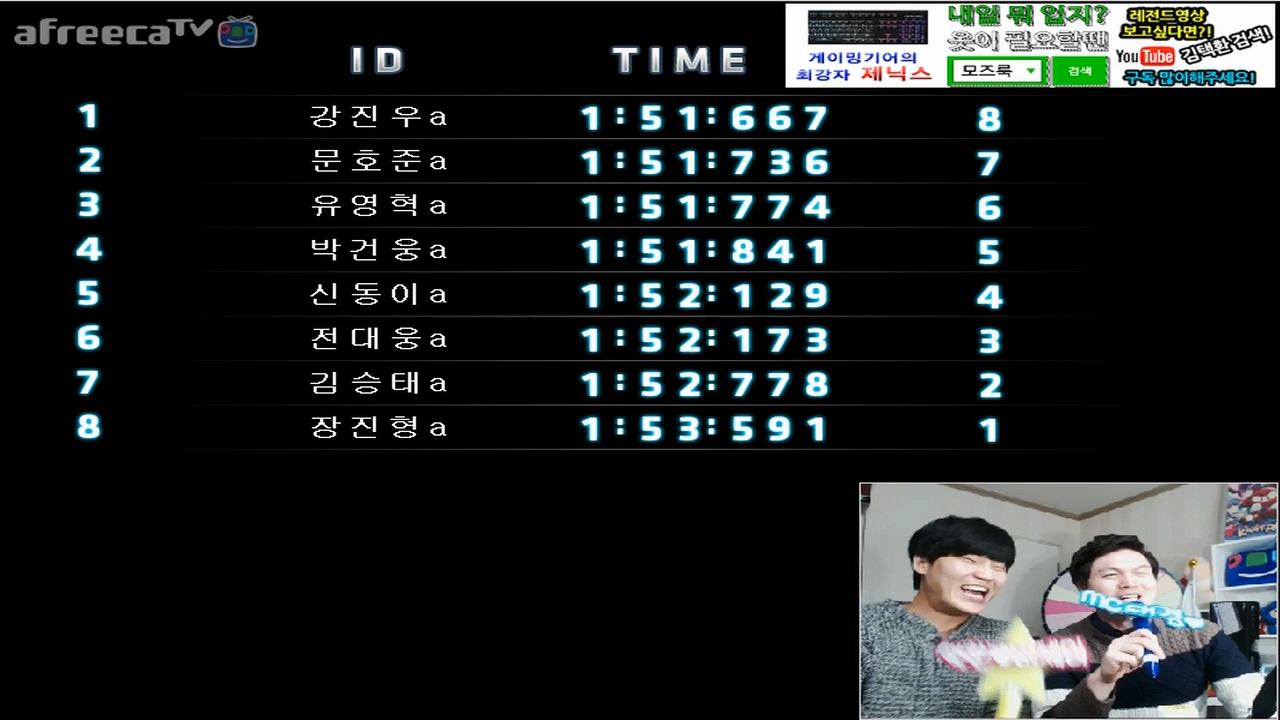 afreecaTV
ID TIME
게이밍기어의
최강자 제닉스
내일 뭐 입지?
옷이 필요할땐
모즈룩 검색
레전드영상
보고싶다면?!
YouTube 김택환 검색!
구독 많이해주세요!
1 강진우a 1:51:667 8
2 문호준a 1:51:736 7
3 유영혁a 1:51:774 6
4 박건웅a 1:51:841 5
5 신동이a 1:52:129 4
6 전대웅a 1:52:173 3
7 김승태a 1:52:778 2
8 장진형a 1:53:591 1